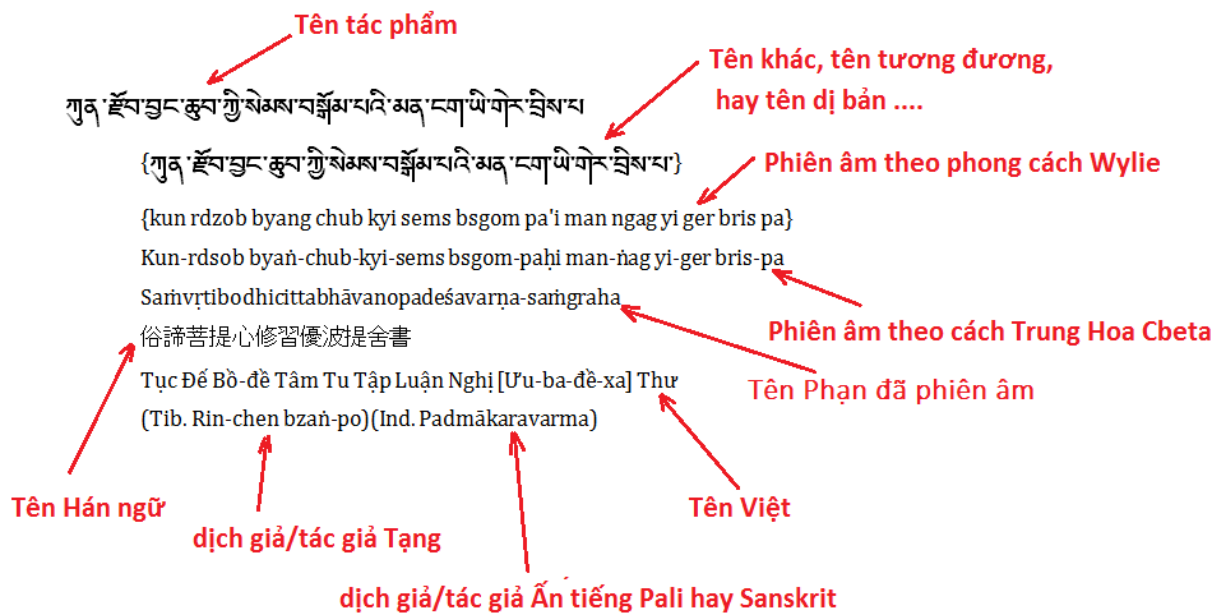 Tên tác phẩm
Tên khác, tên tương đương,
hay tên dị bản ....
ཀུན་རྫོབ་བྱང་ཆུབ་ཀྱི་སེམས་བསྒོམ་པའི་མན་ངག་ཡི་གེར་བྲིས་པ
{ཀུན་རྫོབ་བྱང་ཆུབ་ཀྱི་སེམས་བསྒོམ་པའི་མན་ངག་ཡི་གེར་བྲིས་པ་}
Phiên âm theo phong cách Wylie
{kun rdzob byang chub kyi sems bsgom pa'i man ngag yi ger bris pa}
Kun-rdsob byaṅ-chub-kyi-sems bsgom-paḥi man-ṅag yi-ger bris-pa
Saṁvṛtibodhicittabhāvanopadeśavarṇa-saṁgraha
俗諦菩提心修習優波提舍書
Phiên âm theo cách Trung Hoa Cbeta
Tục Đế Bồ-đề Tâm Tu Tập Luận Nghị [Ưu-ba-đề-xa] Thư
Tên Phạn đã phiên âm
(Tib. Rin-chen bzaṅ-po)(Ind. Padmākaravarma)
Tên Hán ngữ
Tên Việt
dịch giả/tác giả Tạng
dịch giả/tác giả Ấn tiếng Pali hay Sanskrit